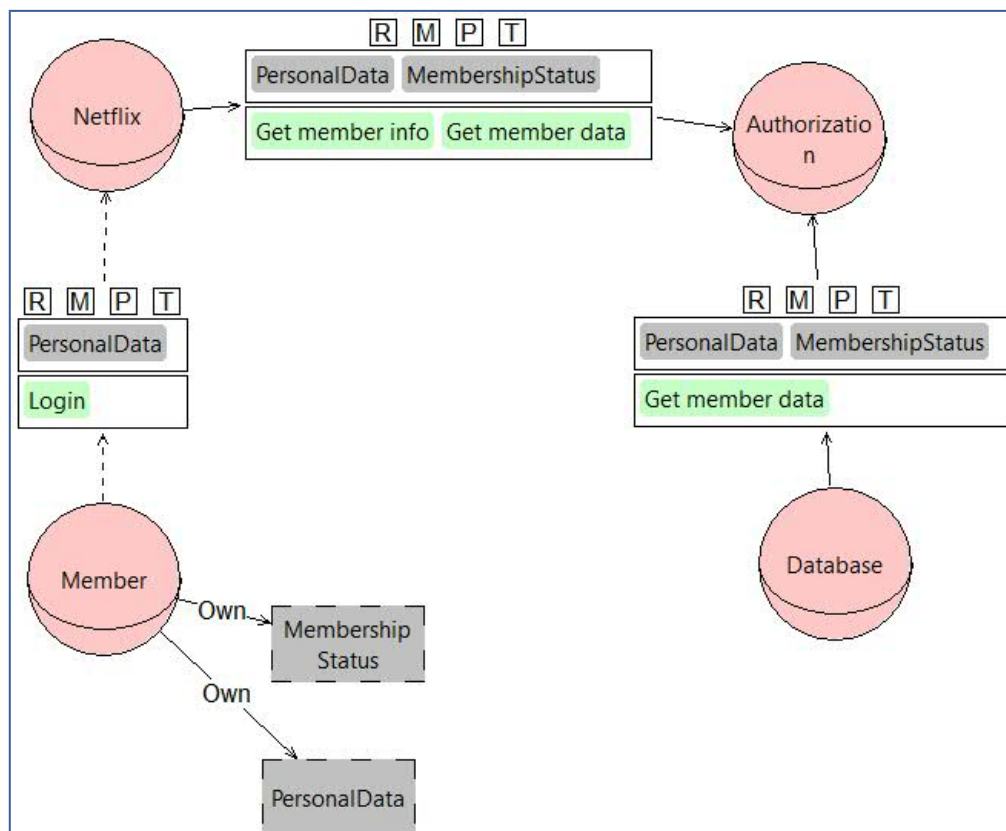 R M P T
PersonalData MembershipStatus
Netflix
Get member info Get member data
Authorizatio
n
R M P T
PersonalData
Login
R M P T
PersonalData MembershipStatus
Get member data
Member
Database
Own
Membership
Status
Own
PersonalData